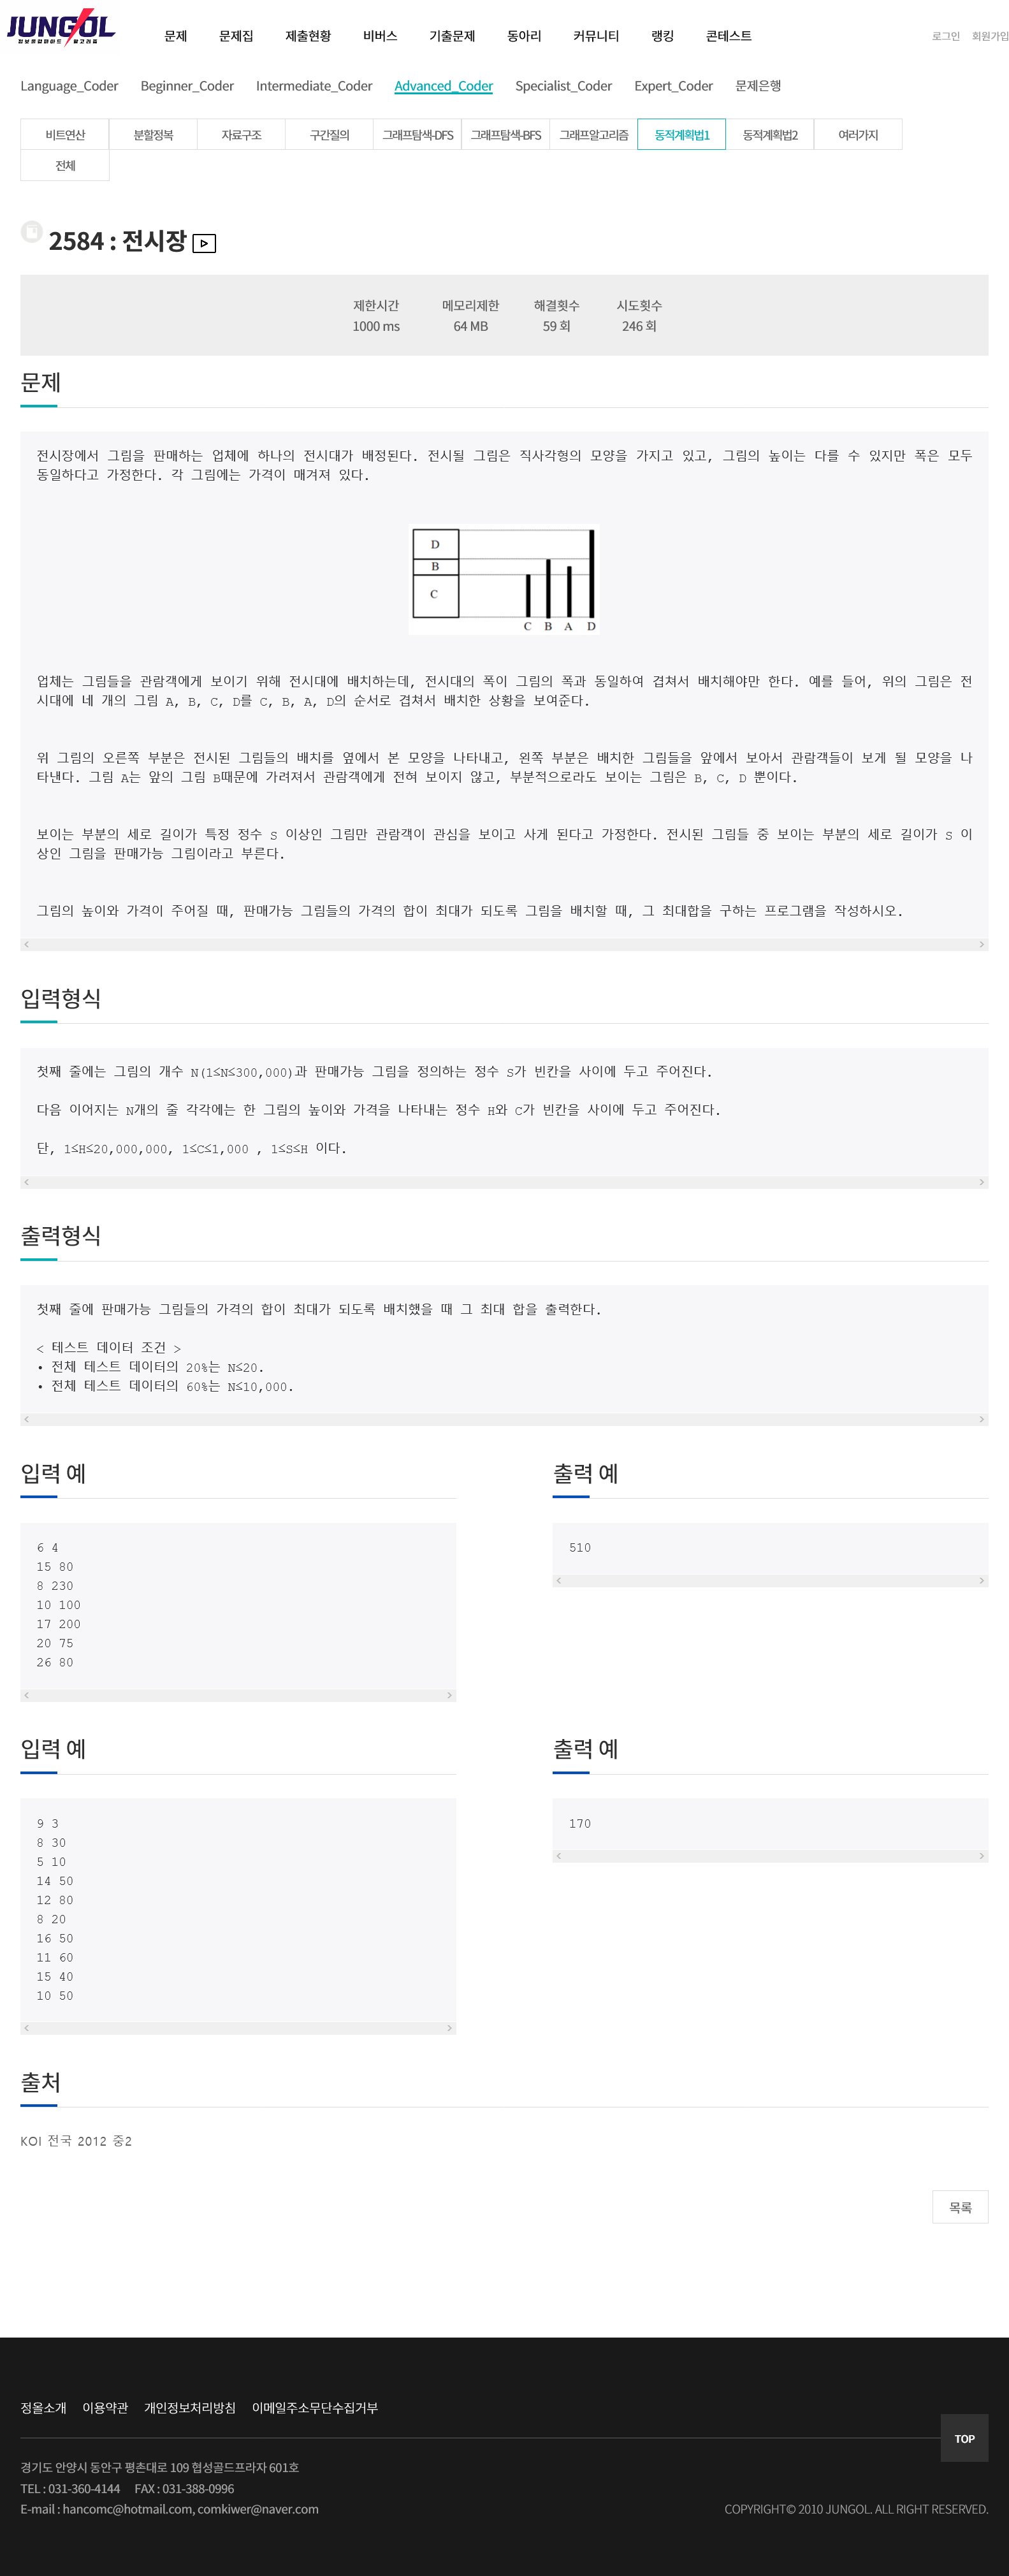 JUNGOL
정보올림피아드 알고리즘
문제 문제집 제출현황 비버스 기출문제 동아리 커뮤니티 랭킹 콘테스트
로그인 회원가입
Language_Coder Beginner_Coder Intermediate_Coder Advanced_Coder Specialist_Coder Expert_Coder 문제은행
비트연산 분할정복 자료구조 구간질의 그래프탐색-DFS 그래프탐색-BFS 그래프알고리즘 동적계획법1 동적계획법2 여러가지
전체
2584 : 전시장
제한시간 메모리제한 해결횟수 시도횟수
1000 ms 64 MB 59 회 246 회
문제
전시장에서 그림을 판매하는 업체에 하나의 전시대가 배정된다. 전시될 그림은 직사각형의 모양을 가지고 있고, 그림의 높이는 다를 수 있지만 폭은 모두
동일하다고 가정한다. 각 그림에는 가격이 매겨져 있다.
D
B
C
C B A D
업체는 그림들을 관람객에게 보이기 위해 전시대에 배치하는데, 전시대의 폭이 그림의 폭과 동일하여 겹쳐서 배치해야만 한다. 예를 들어, 위의 그림은 전
시대에 네 개의 그림 A, B, C, D를 C, B, A, D의 순서로 겹쳐서 배치한 상황을 보여준다.
위 그림의 오른쪽 부분은 전시된 그림들의 배치를 옆에서 본 모양을 나타내고, 왼쪽 부분은 배치한 그림들을 앞에서 보아서 관람객들이 보게 될 모양을 나
타낸다. 그림 A는 앞의 그림 B때문에 가려져서 관람객에게 전혀 보이지 않고, 부분적으로라도 보이는 그림은 B, C, D 뿐이다.
보이는 부분의 세로 길이가 특정 정수 S 이상인 그림만 관람객이 관심을 보이고 사게 된다고 가정한다. 전시된 그림들 중 보이는 부분의 세로 길이가 S 이
상인 그림을 판매가능 그림이라고 부른다.
그림의 높이와 가격이 주어질 때, 판매가능 그림들의 가격의 합이 최대가 되도록 그림을 배치할 때, 그 최대합을 구하는 프로그램을 작성하시오.
입력형식
첫째 줄에는 그림의 개수 N(1≤N≤300,000)과 판매가능 그림을 정의하는 정수 S가 빈칸을 사이에 두고 주어진다.
다음 이어지는 N개의 줄 각각에는 한 그림의 높이와 가격을 나타내는 정수 H와 C가 빈칸을 사이에 두고 주어진다.
단, 1≤H≤20,000,000, 1≤C≤1,000 , 1≤S≤H 이다.
출력형식
첫째 줄에 판매가능 그림들의 가격의 합이 최대가 되도록 배치했을 때 그 최대 합을 출력한다.
< 테스트 데이터 조건 >
• 전체 테스트 데이터의 20%는 N≤20.
• 전체 테스트 데이터의 60%는 N≤10,000.
입력 예
6 4
15 80
8 230
10 100
17 200
20 75
26 80
출력 예
510
입력 예
9 3
8 30
5 10
14 50
12 80
8 20
16 50
11 60
15 40
10 50
출력 예
170
출처
KOI 전국 2012 중2
목록
정올소개 이용약관 개인정보처리방침 이메일주소무단수집거부
TOP
경기도 안양시 동안구 평촌대로 109 협성골드프라자 601호
TEL : 031-360-4144 FAX : 031-388-0996
E-mail : hancomc@hotmail.com, comkiwer@naver.com
COPYRIGHT© 2010 JUNGOL. ALL RIGHT RESERVED.